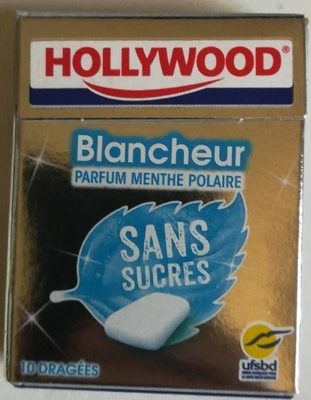 HOLLYWOOD®
Blancheur
PARFUM MENTHE POLAIRE
SANS
SUCRES
10 DRAGÉES
ufsbd